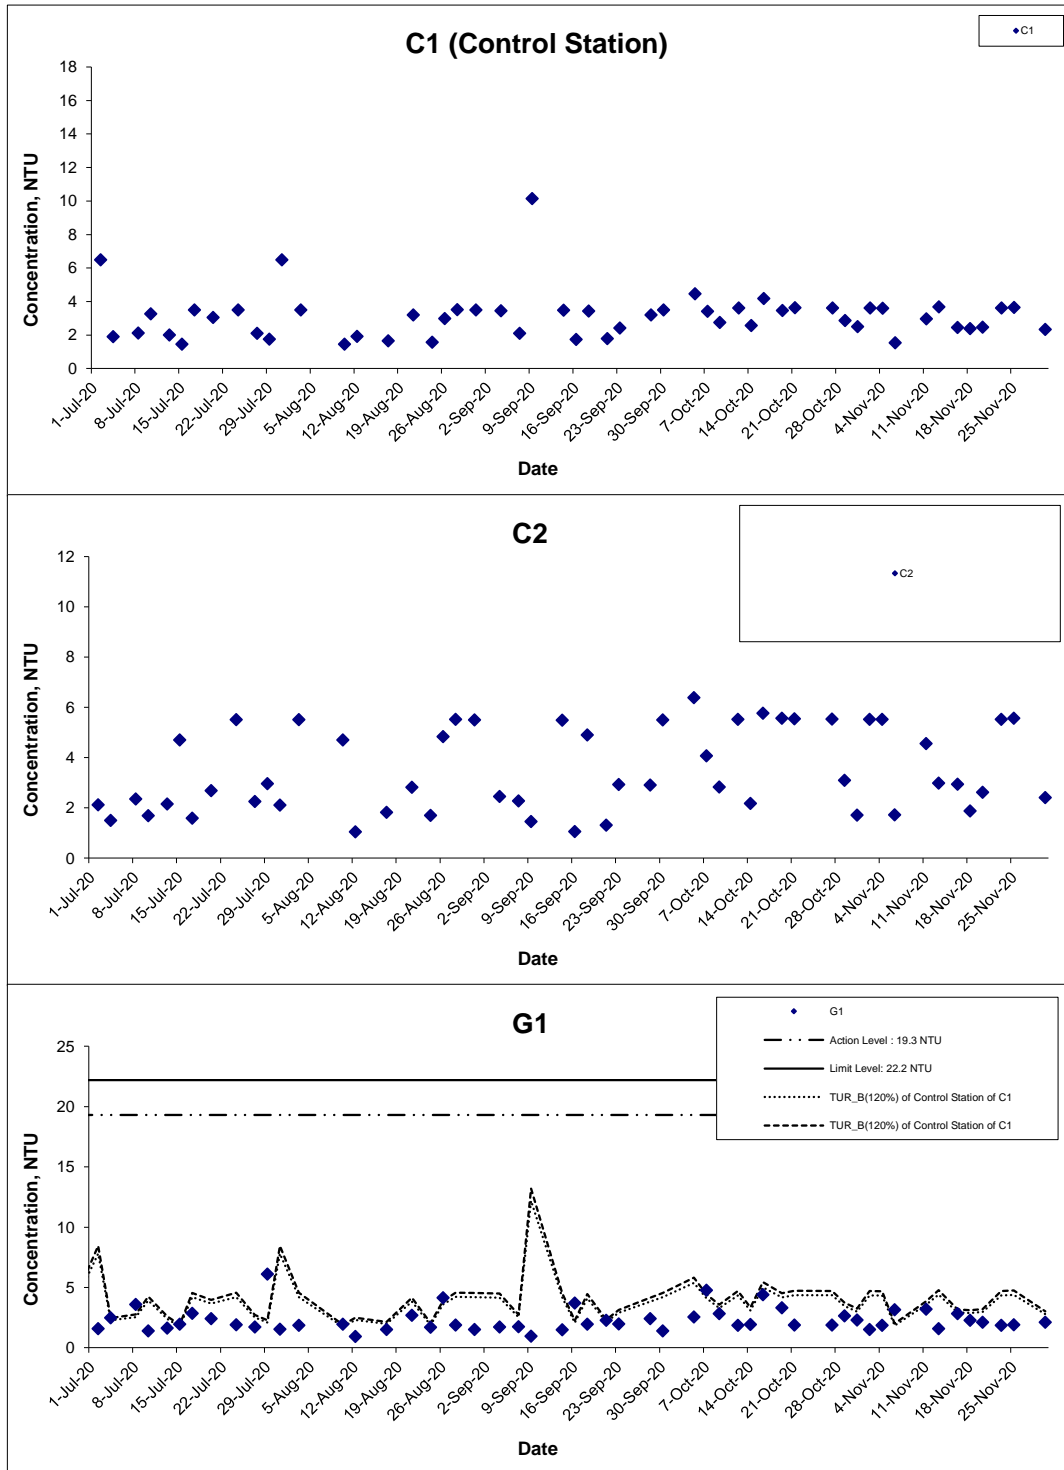 C1 (Control Station)
C1
Concentration, NTU
18
16
14
12
10
8
6
4
2
0
1-Jul-20
8-Jul-20
15-Jul-20
22-Jul-20
29-Jul-20
5-Aug-20
12-Aug-20
19-Aug-20
26-Aug-20
2-Sep-20
9-Sep-20
16-Sep-20
23-Sep-20
30-Sep-20
7-Oct-20
14-Oct-20
21-Oct-20
28-Oct-20
4-Nov-20
11-Nov-20
18-Nov-20
25-Nov-20
Date
C2
C2
Concentration, NTU
12
10
8
6
4
2
0
1-Jul-20
8-Jul-20
15-Jul-20
22-Jul-20
29-Jul-20
5-Aug-20
12-Aug-20
19-Aug-20
26-Aug-20
2-Sep-20
9-Sep-20
16-Sep-20
23-Sep-20
30-Sep-20
7-Oct-20
14-Oct-20
21-Oct-20
28-Oct-20
4-Nov-20
11-Nov-20
18-Nov-20
25-Nov-20
Date
G1
G1
Action Level : 19.3 NTU
Limit Level: 22.2 NTU
TUR_B(120%) of Control Station of C1
TUR_B(120%) of Control Station of C1
Concentration, NTU
25
20
15
10
5
0
1-Jul-20
8-Jul-20
15-Jul-20
22-Jul-20
29-Jul-20
5-Aug-20
12-Aug-20
19-Aug-20
26-Aug-20
2-Sep-20
9-Sep-20
16-Sep-20
23-Sep-20
30-Sep-20
7-Oct-20
14-Oct-20
21-Oct-20
28-Oct-20
4-Nov-20
11-Nov-20
18-Nov-20
25-Nov-20
Date